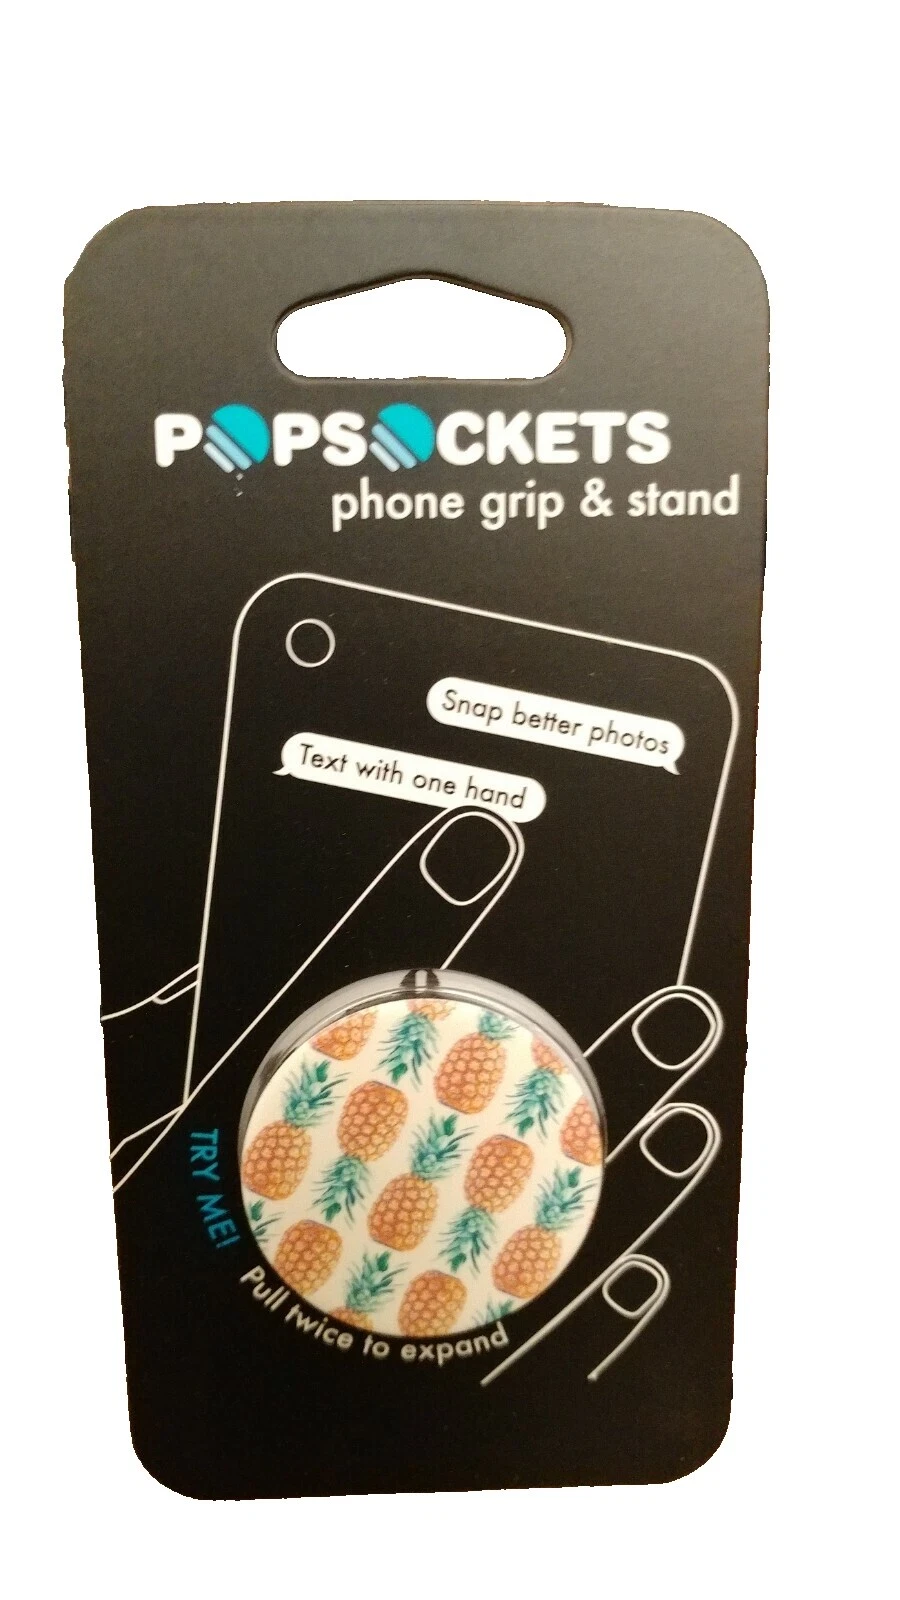 POPSOCKETS
phone grip & stand
Snap better photos
Text with one hand
TRY ME!
Pull twice to expand